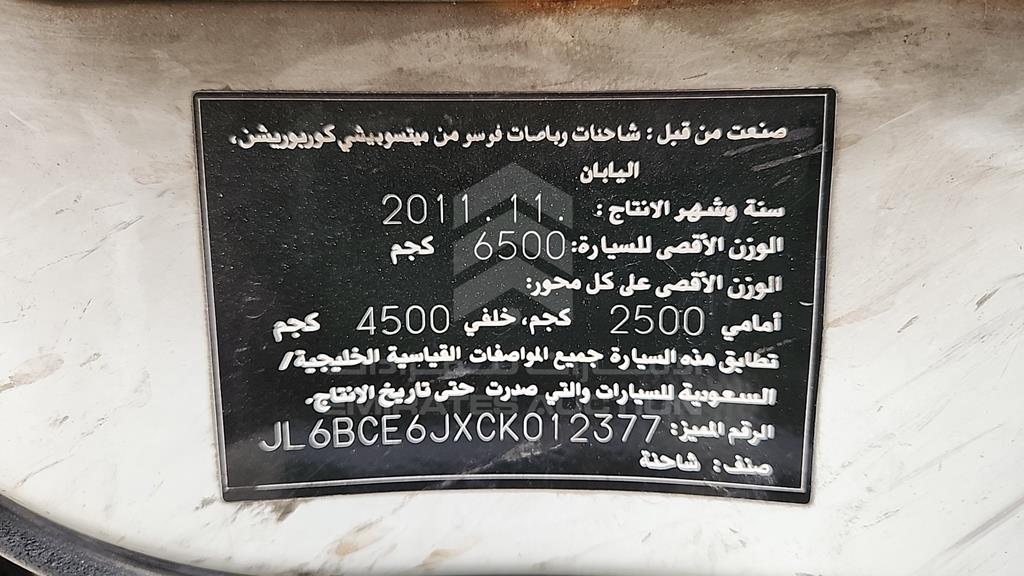 صنعت من قبل: شاحنات وباصات فوسو من ميتسوبيشي كوربوريشن،
اليابان
سنة وشهر الانتاج: 2011.11.
الوزن الأقصى للسيارة: 6500 كجم
الوزن الأقصى على كل محور:
أمامي 2500 كجم، خلفي 4500 كجم
تطابق هذه السيارة جميع المواصفات القياسية الخليجية/
السعودية للسيارات والتي صدرت حتى تاريخ الانتاج.
EMIRATES AUCTION
الرقم المميز: JL6BCE6JXCK012377
صنف: شاحنة